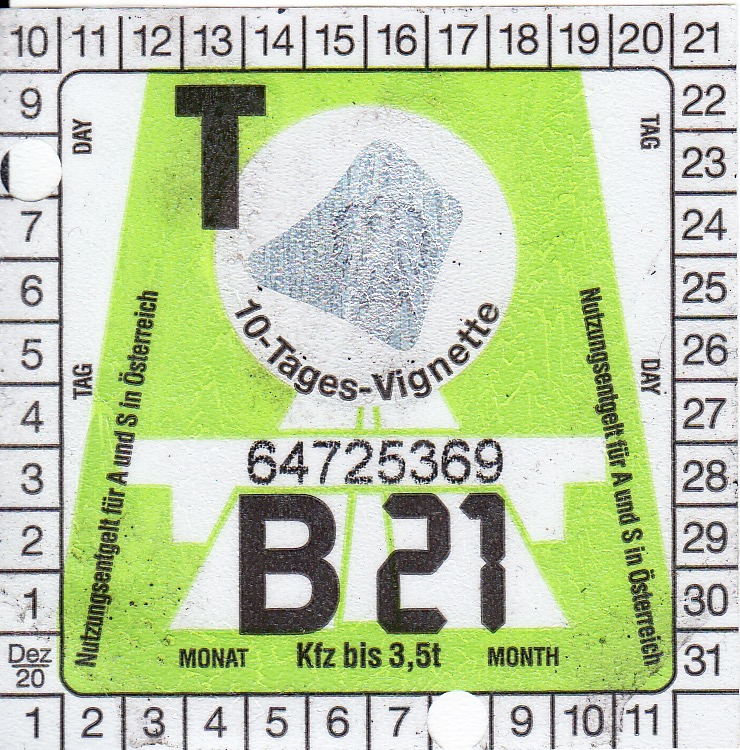 10 11 12 13 14 15 16 17 18 19 20 21
9 22
DAY T TAG
23
7 24
6 25
5 26
4 27
3 28
2 29
1 30
Dez 20 31
10-Tages-Vignette
TAG DAY
Nutzungsentgelt für A und S in Österreich
Nutzungsentgelt für A und S in Österreich
64725369
B 21
MONAT Kfz bis 3,5t MONTH
1 2 3 4 5 6 7 9 10 11